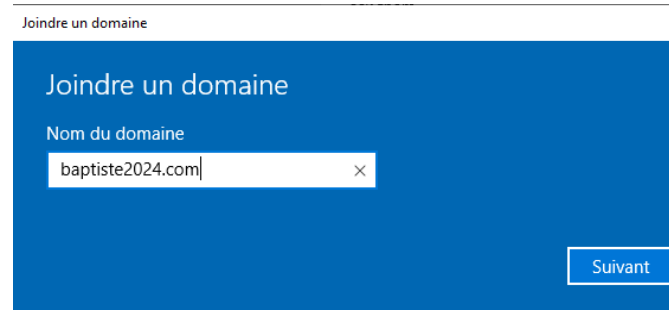 Joindre un domaine
Joindre un domaine
Nom du domaine
baptiste2024.com
Suivant